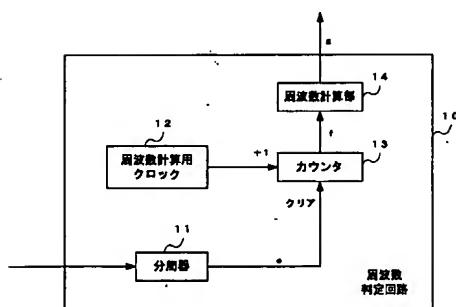 14
周波数計算部
10
12
f
周波数計算用
クロック
+1
13
カウンタ
クリア
11
分周器
e
周波数
判定回路